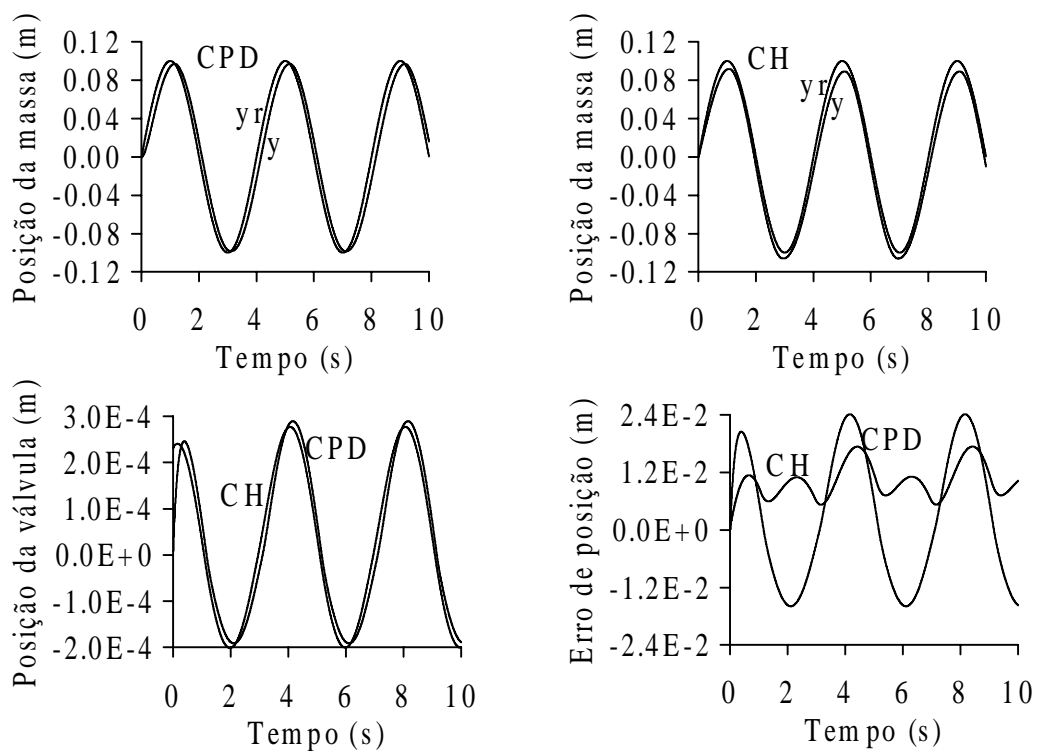 Posição da massa (m)
0.12
0.08
0.04
0.00
-0.04
-0.08
-0.12
CPD
yr
y
0 2 4 6 8 10
Tempo (s)
Posição da massa (m)
0.12
0.08
0.04
0.00
-0.04
-0.08
-0.12
CH
yr
y
0 2 4 6 8 10
Tempo (s)
Posição da válvula (m)
3.0E-4
2.0E-4
1.0E-4
0.0E+0
-1.0E-4
-2.0E-4
CPD
CH
0 2 4 6 8 10
Tempo (s)
Erro de posição (m)
2.4E-2
1.2E-2
0.0E+0
-1.2E-2
-2.4E-2
CPD
CH
0 2 4 6 8 10
Tempo (s)